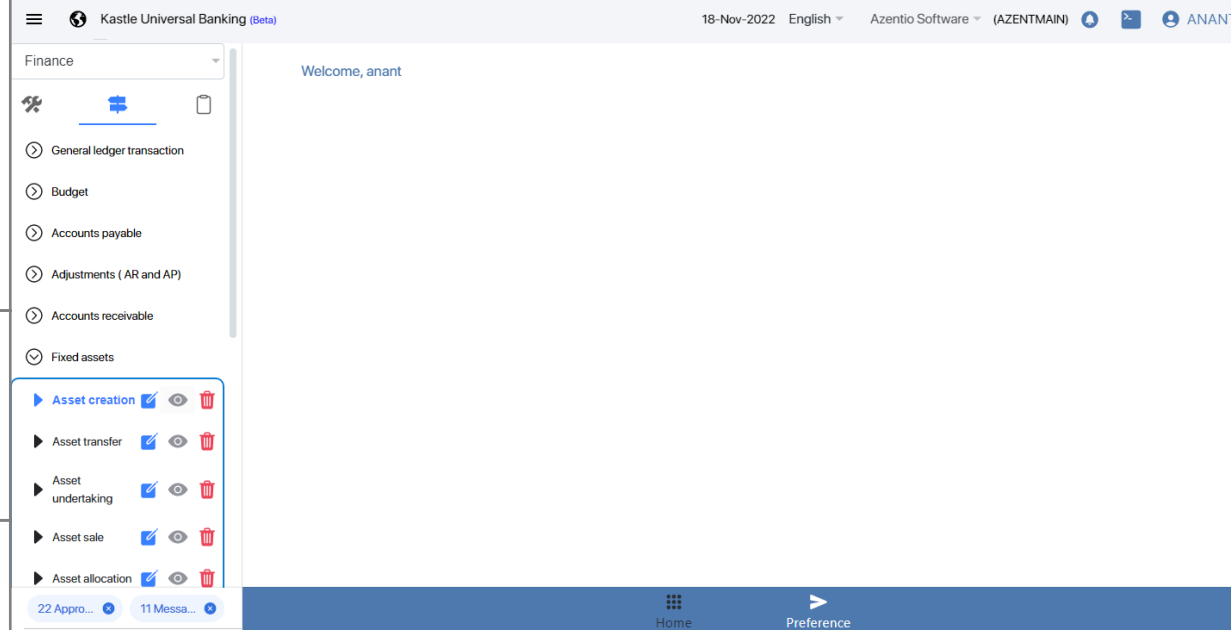 Kastle Universal Banking (Beta)
18-Nov-2022 English Azentio Software (AZENTMAIN) ANANT
Finance
Welcome, anant
General ledger transaction
Budget
Accounts payable
Adjustments ( AR and AP)
Accounts receivable
Fixed assets
Asset creation
Asset transfer
Asset
undertaking
Asset sale
Asset allocation
22 Appro... 11 Messa...
Home Preference